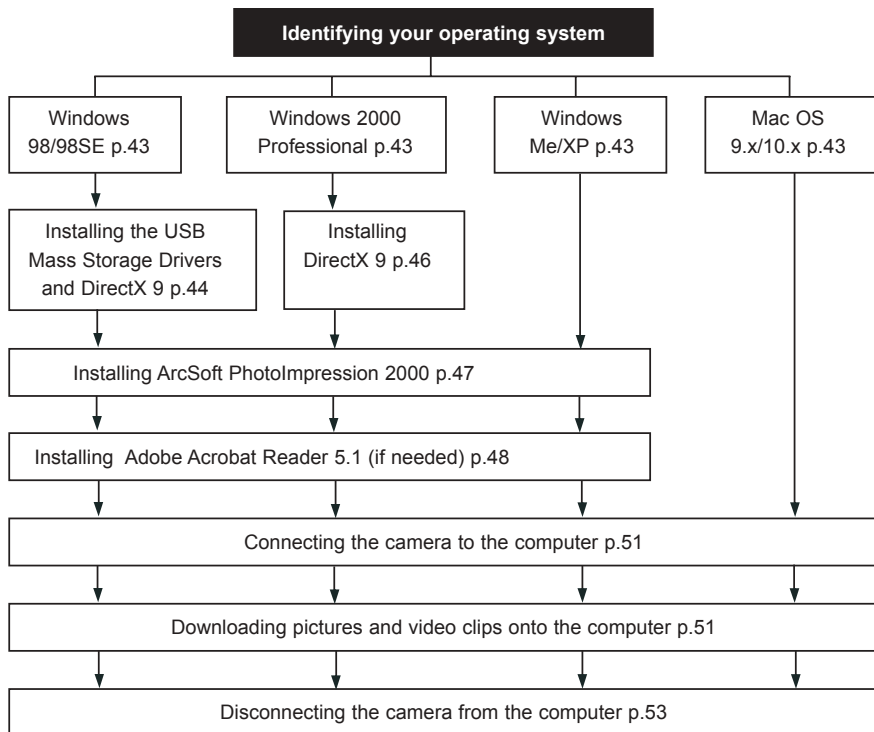 Identifying your operating system
Windows
98/98SE p.43
Windows 2000
Professional p.43
Windows
Me/XP p.43
Mac OS
9.x/10.x p.43
Installing the USB
Mass Storage Drivers
and DirectX 9 p.44
Installing
DirectX 9 p.46
Installing ArcSoft PhotoImpression 2000 p.47
Installing Adobe Acrobat Reader 5.1 (if needed) p.48
Connecting the camera to the computer p.51
Downloading pictures and video clips onto the computer p.51
Disconnecting the camera from the computer p.53